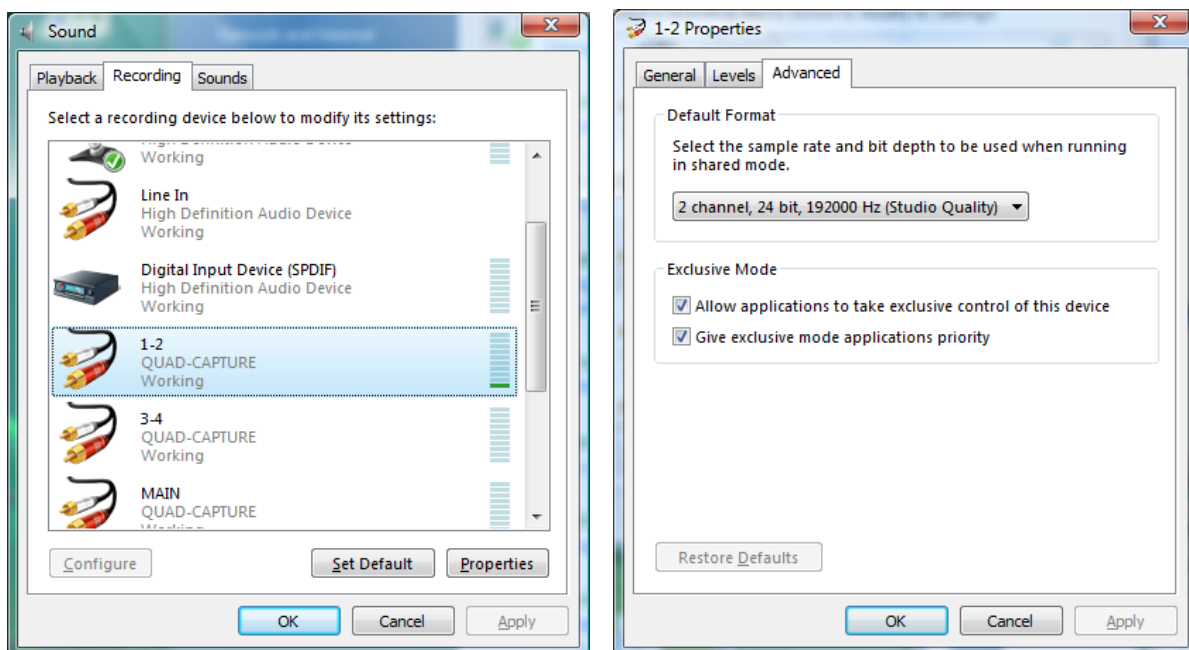 Sound
Playback
Recording
Sounds
Select a recording device below to modify its settings:
Working
Line In
High Definition Audio Device
Working
Digital Input Device (SPDIF)
High Definition Audio Device
Working
1-2
QUAD-CAPTURE
Working
3-4
QUAD-CAPTURE
Working
MAIN
QUAD-CAPTURE
Configure
Set Default
Properties
OK
Cancel
Apply
1-2 Properties
General
Levels
Advanced
Default Format
Select the sample rate and bit depth to be used when running
in shared mode.
2 channel, 24 bit, 192000 Hz (Studio Quality)
Exclusive Mode
Allow applications to take exclusive control of this device
Give exclusive mode applications priority
Restore Defaults
OK
Cancel
Apply